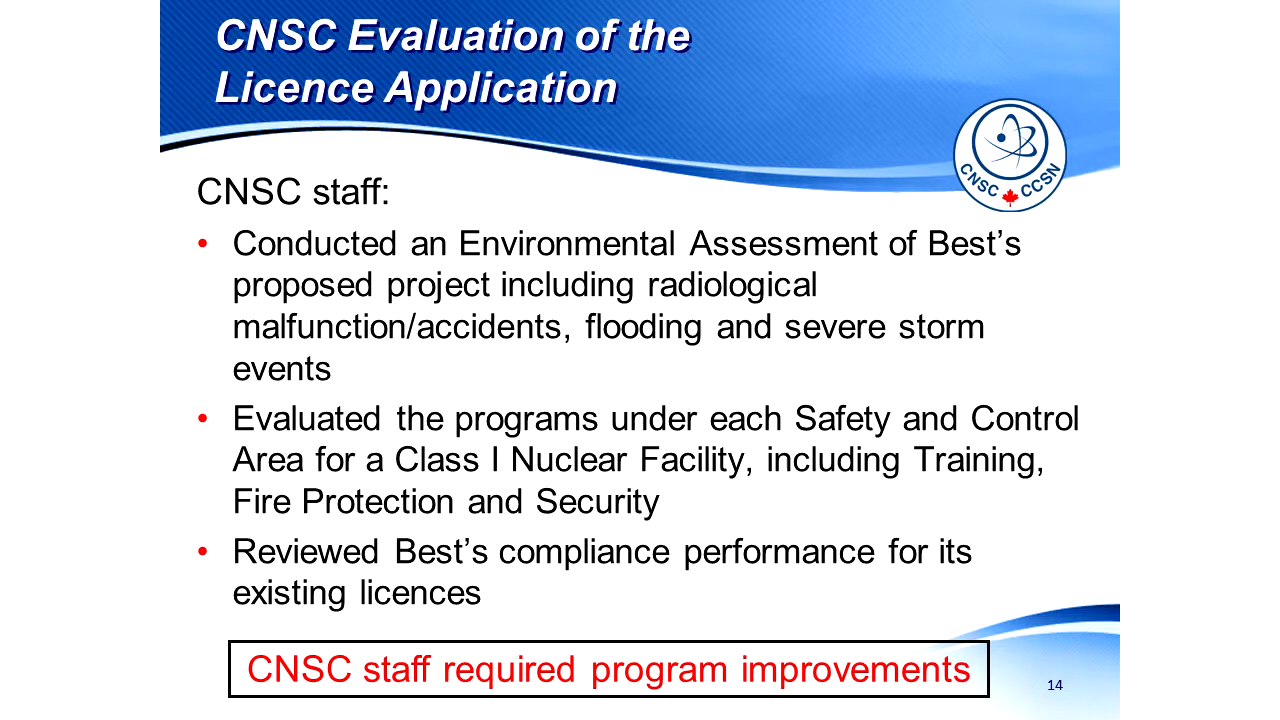 CNSC Evaluation of the
Licence Application
CNSC CCSN
CNSC staff:
• Conducted an Environmental Assessment of Best’s
proposed project including radiological
malfunction/accidents, flooding and severe storm
events
• Evaluated the programs under each Safety and Control
Area for a Class I Nuclear Facility, including Training,
Fire Protection and Security
• Reviewed Best’s compliance performance for its
existing licences
CNSC staff required program improvements
14